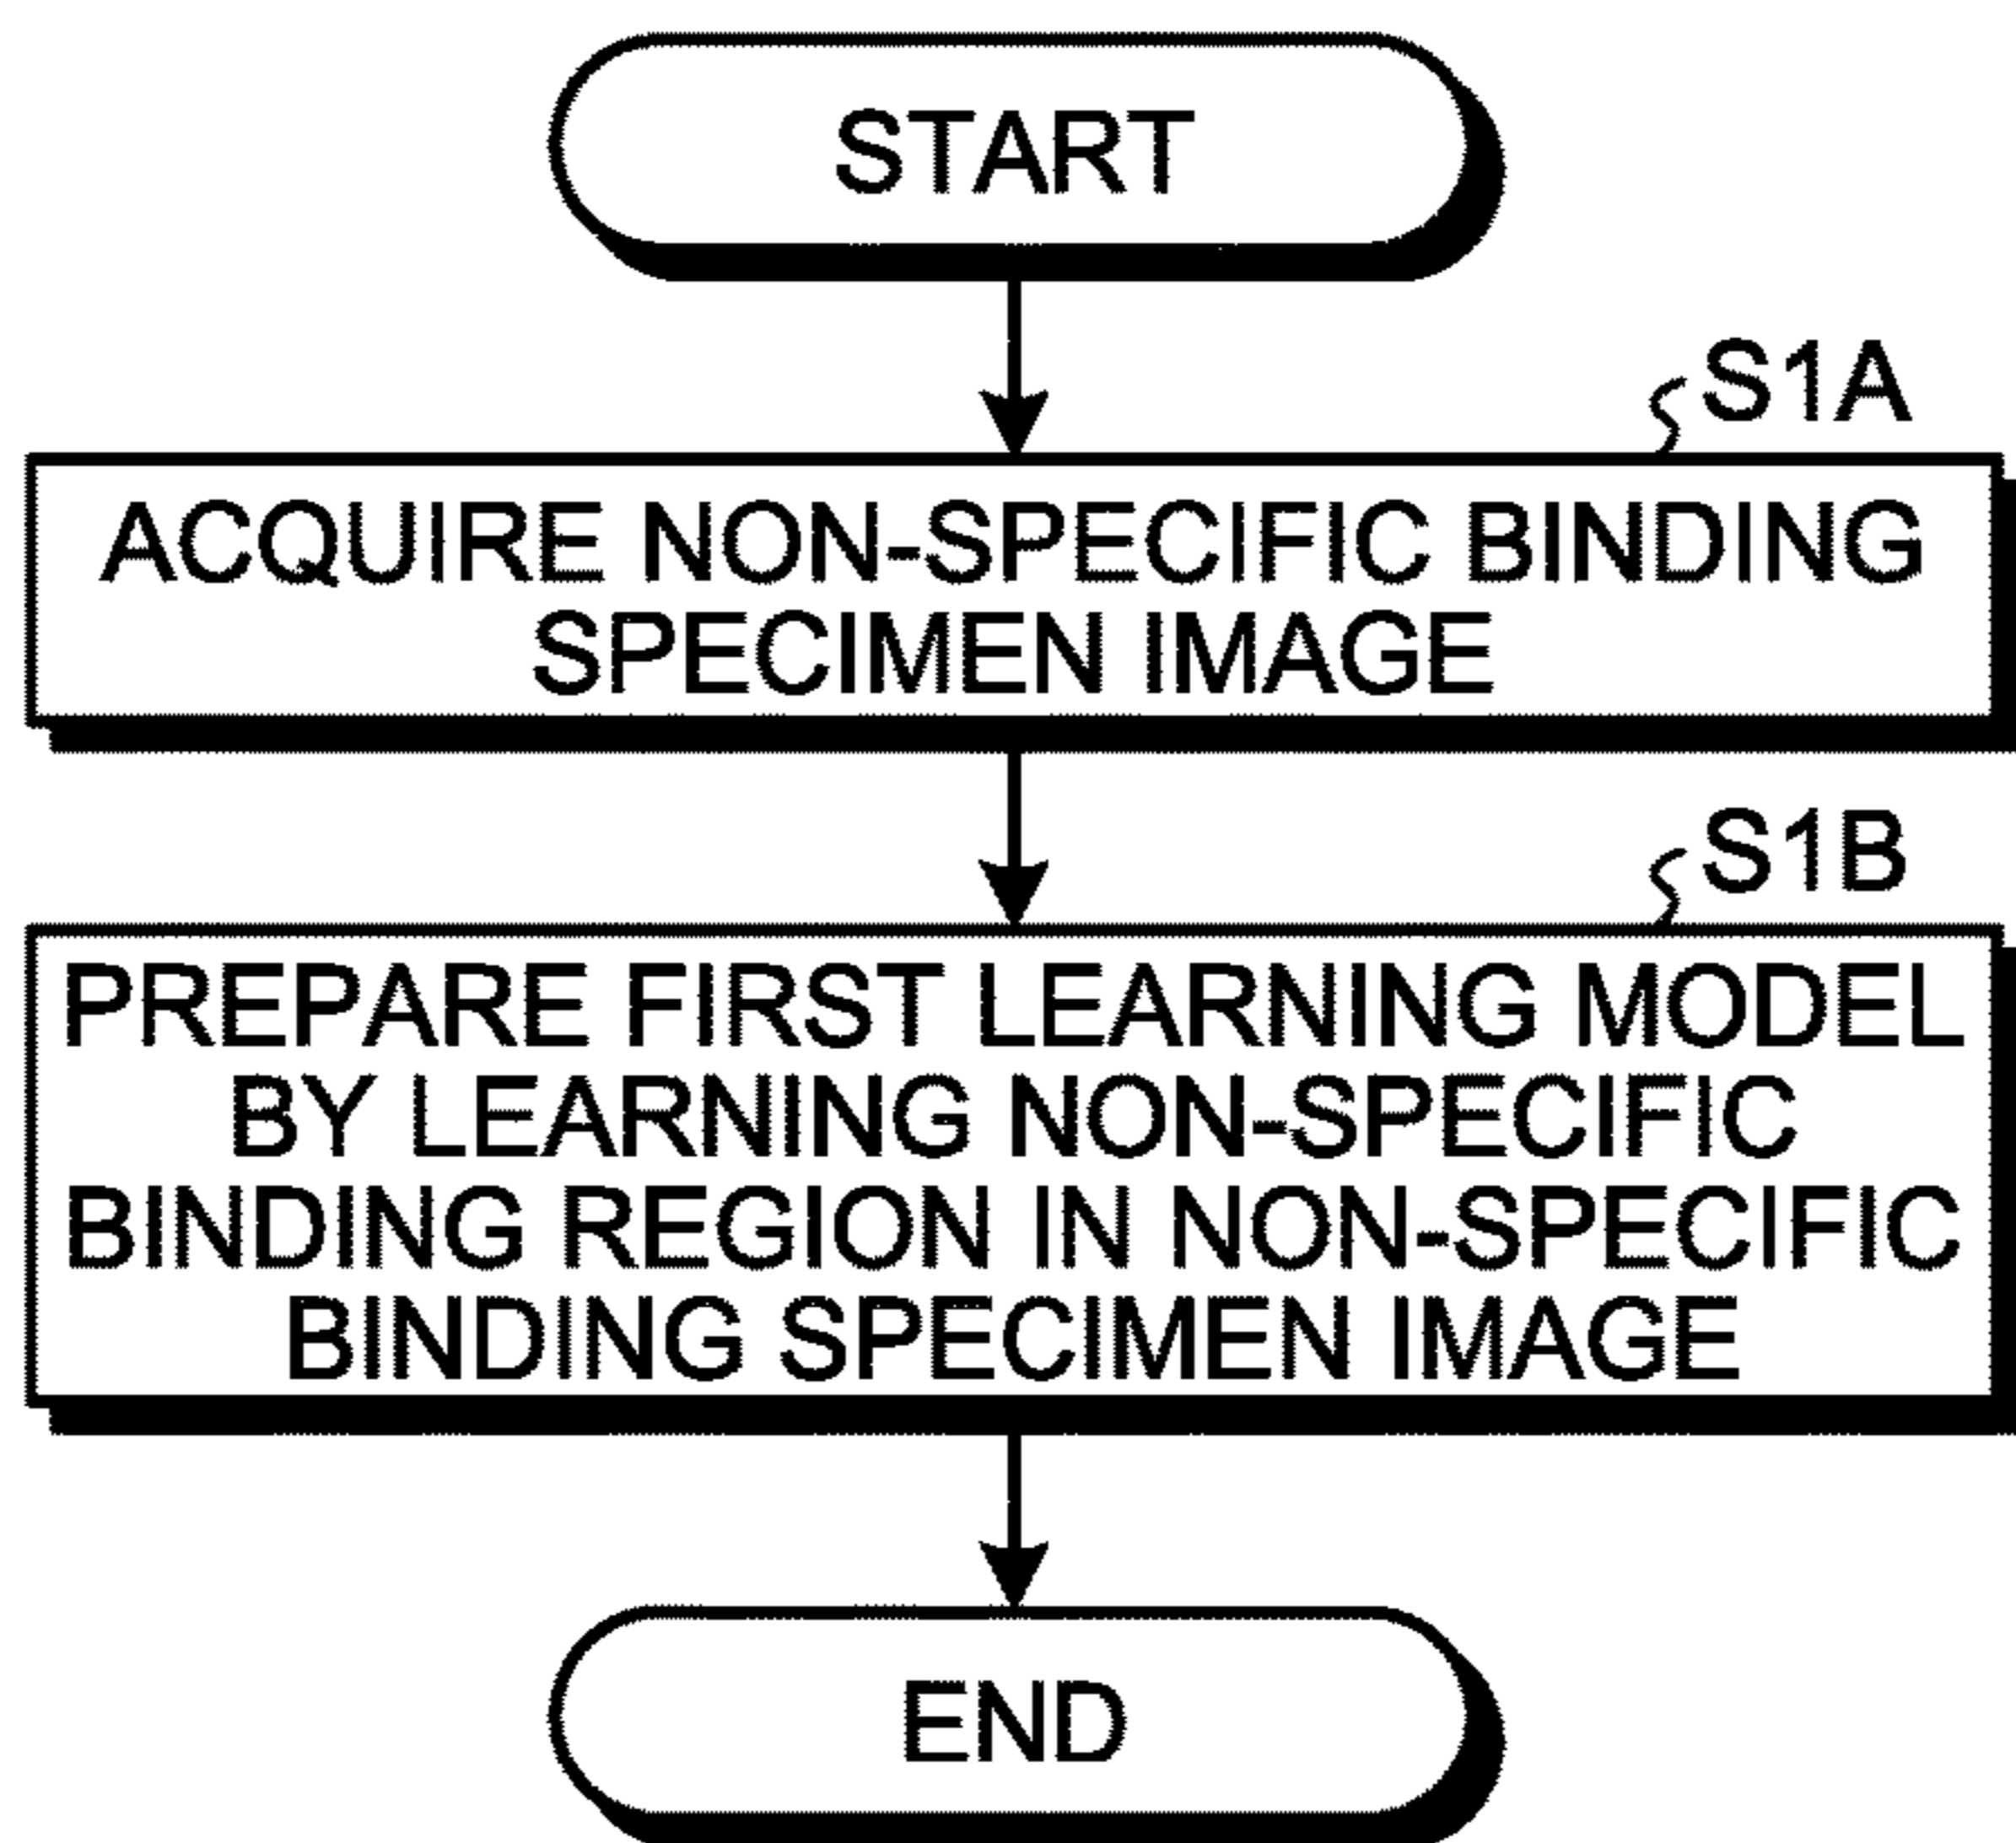 START
S1A
ACQUIRE NON-SPECIFIC BINDING
SPECIMEN IMAGE
S1B
PREPARE FIRST LEARNING MODEL
BY LEARNING NON-SPECIFIC
BINDING REGION IN NON-SPECIFIC
BINDING SPECIMEN IMAGE
END